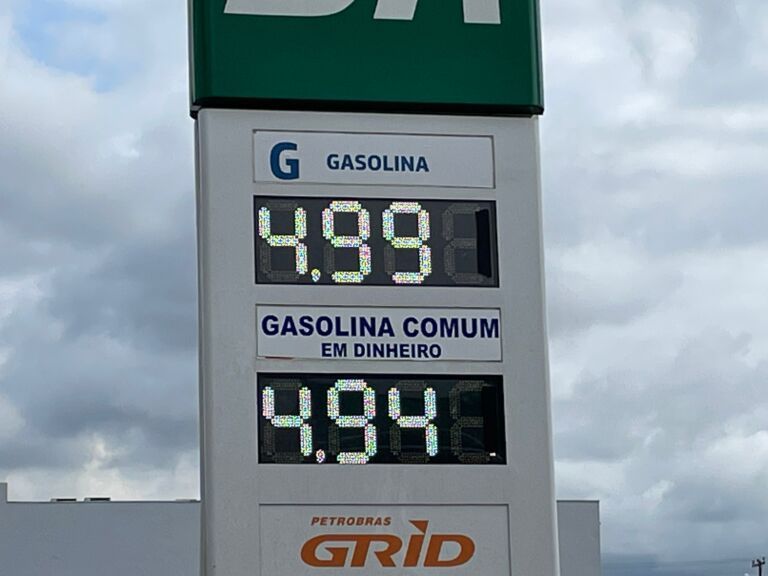 G GASOLINA
4.99
GASOLINA COMUM
EM DINHEIRO
4.94
PETROBRAS
GRID